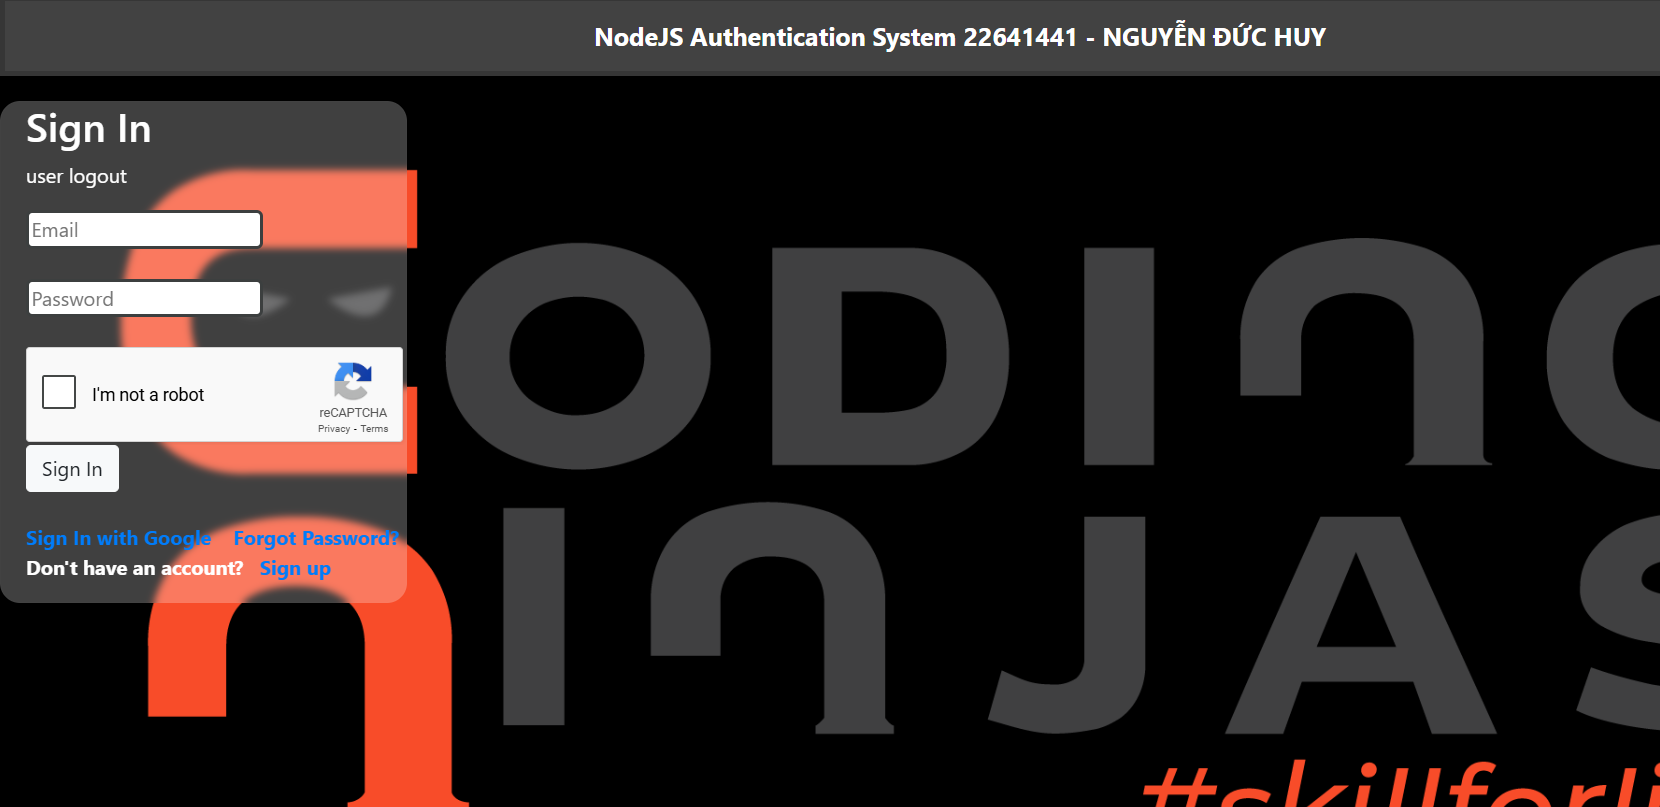 NodeJS Authentication System 22641441 - NGUYỄN ĐỨC HUY
Sign In
user logout
Email
Password
I'm not a robot
reCAPTCHA
Privacy - Terms
Sign In
Sign In with Google Forgot Password?
Don't have an account? Sign up
CODING
NINJAS
#skillforli